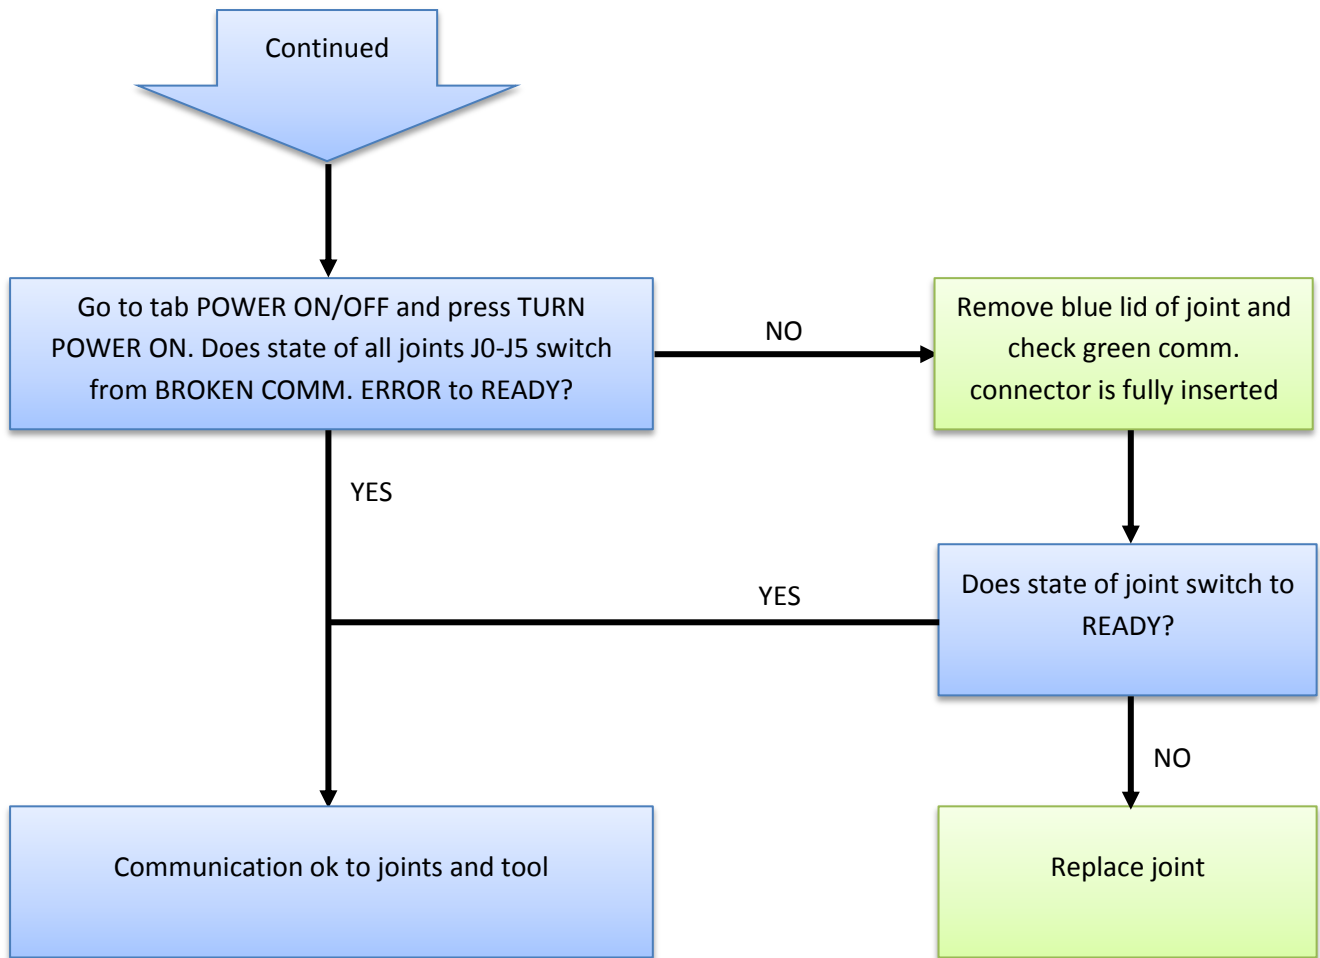 Continued
Go to tab POWER ON/OFF and press TURN
POWER ON. Does state of all joints J0-J5 switch
from BROKEN COMM. ERROR to READY?
NO
Remove blue lid of joint and
check green comm.
connector is fully inserted
YES
YES
Does state of joint switch to
READY?
NO
Communication ok to joints and tool
Replace joint